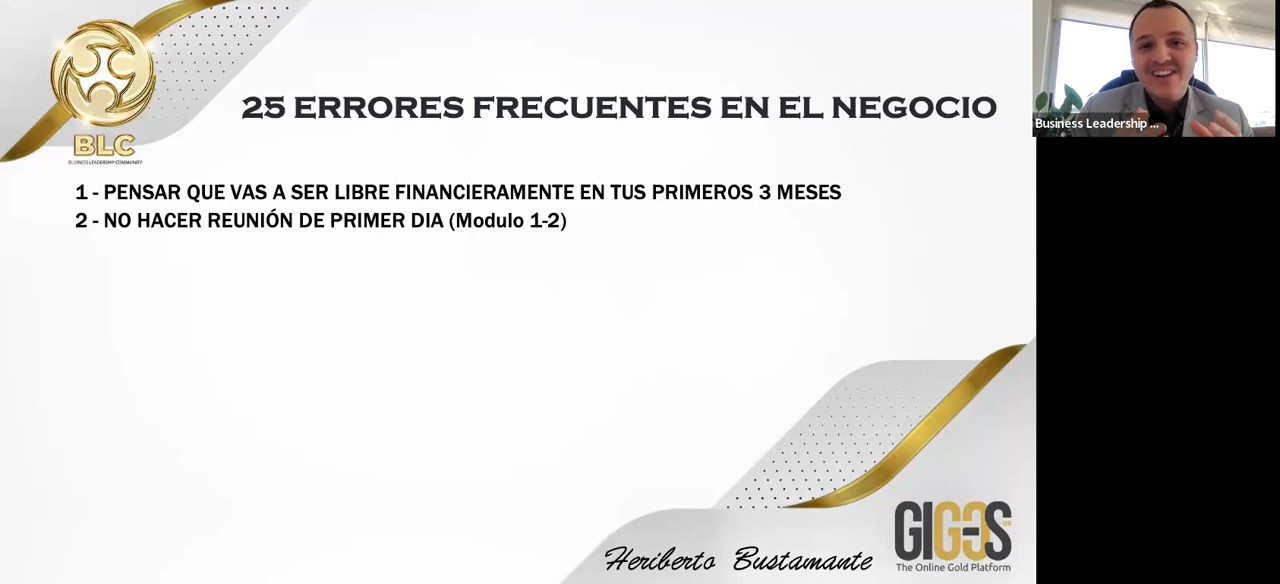 25 ERRORES FRECUENTES EN EL NEGOCIO
Business Leadership ...
BLC
BUSINESS LEADERSHIP COMMUNITY
1 - PENSAR QUE VAS A SER LIBRE FINANCIERAMENTE EN TUS PRIMEROS 3 MESES
2 - NO HACER REUNIÓN DE PRIMER DIA (Modulo 1-2)
Heriberto Bustamante
GIGOS
The Online Gold Platform